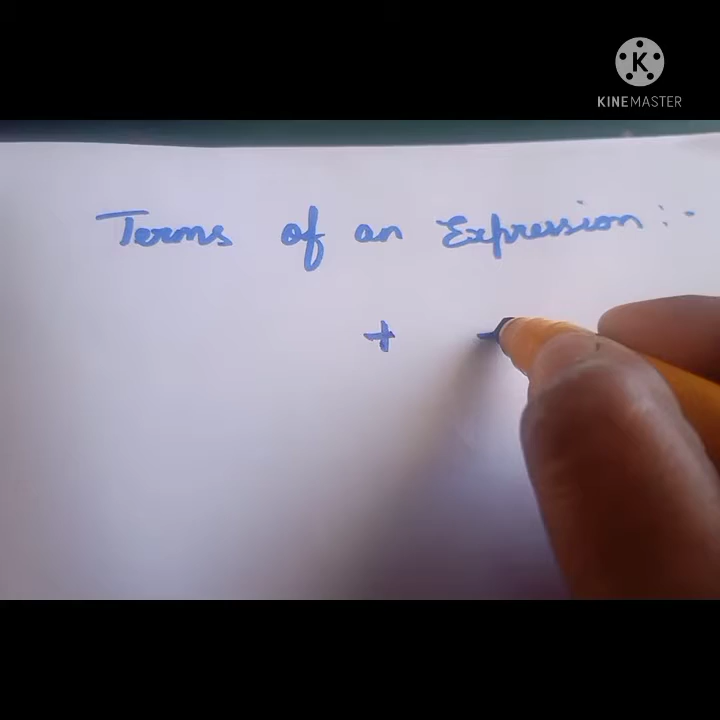 KINEMASTER
Terms of an Expression :-
+ -